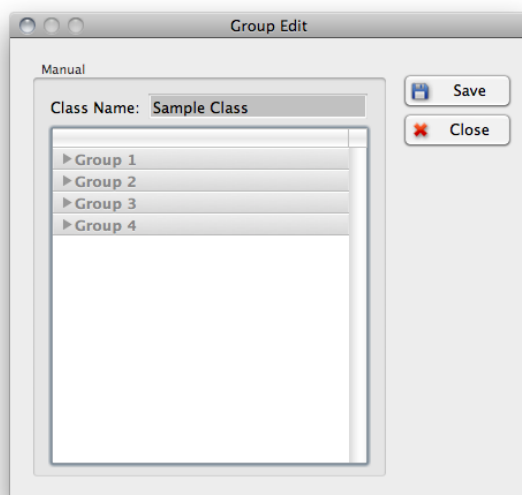 Group Edit
Manual
Save
Class Name: Sample Class
Close
Group 1
Group 2
Group 3
Group 4